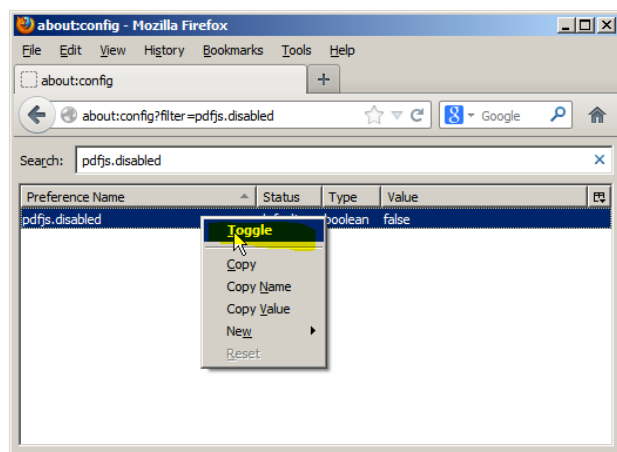 about:config - Mozilla Firefox
File Edit View History Bookmarks Tools Help
about:config
about:config?filter=pdfjs.disabled Google
Search: pdfjs.disabled
Preference Name Status Type Value
pdfjs.disabled boolean false
Toggle
Copy
Copy Name
Copy Value
New
Reset